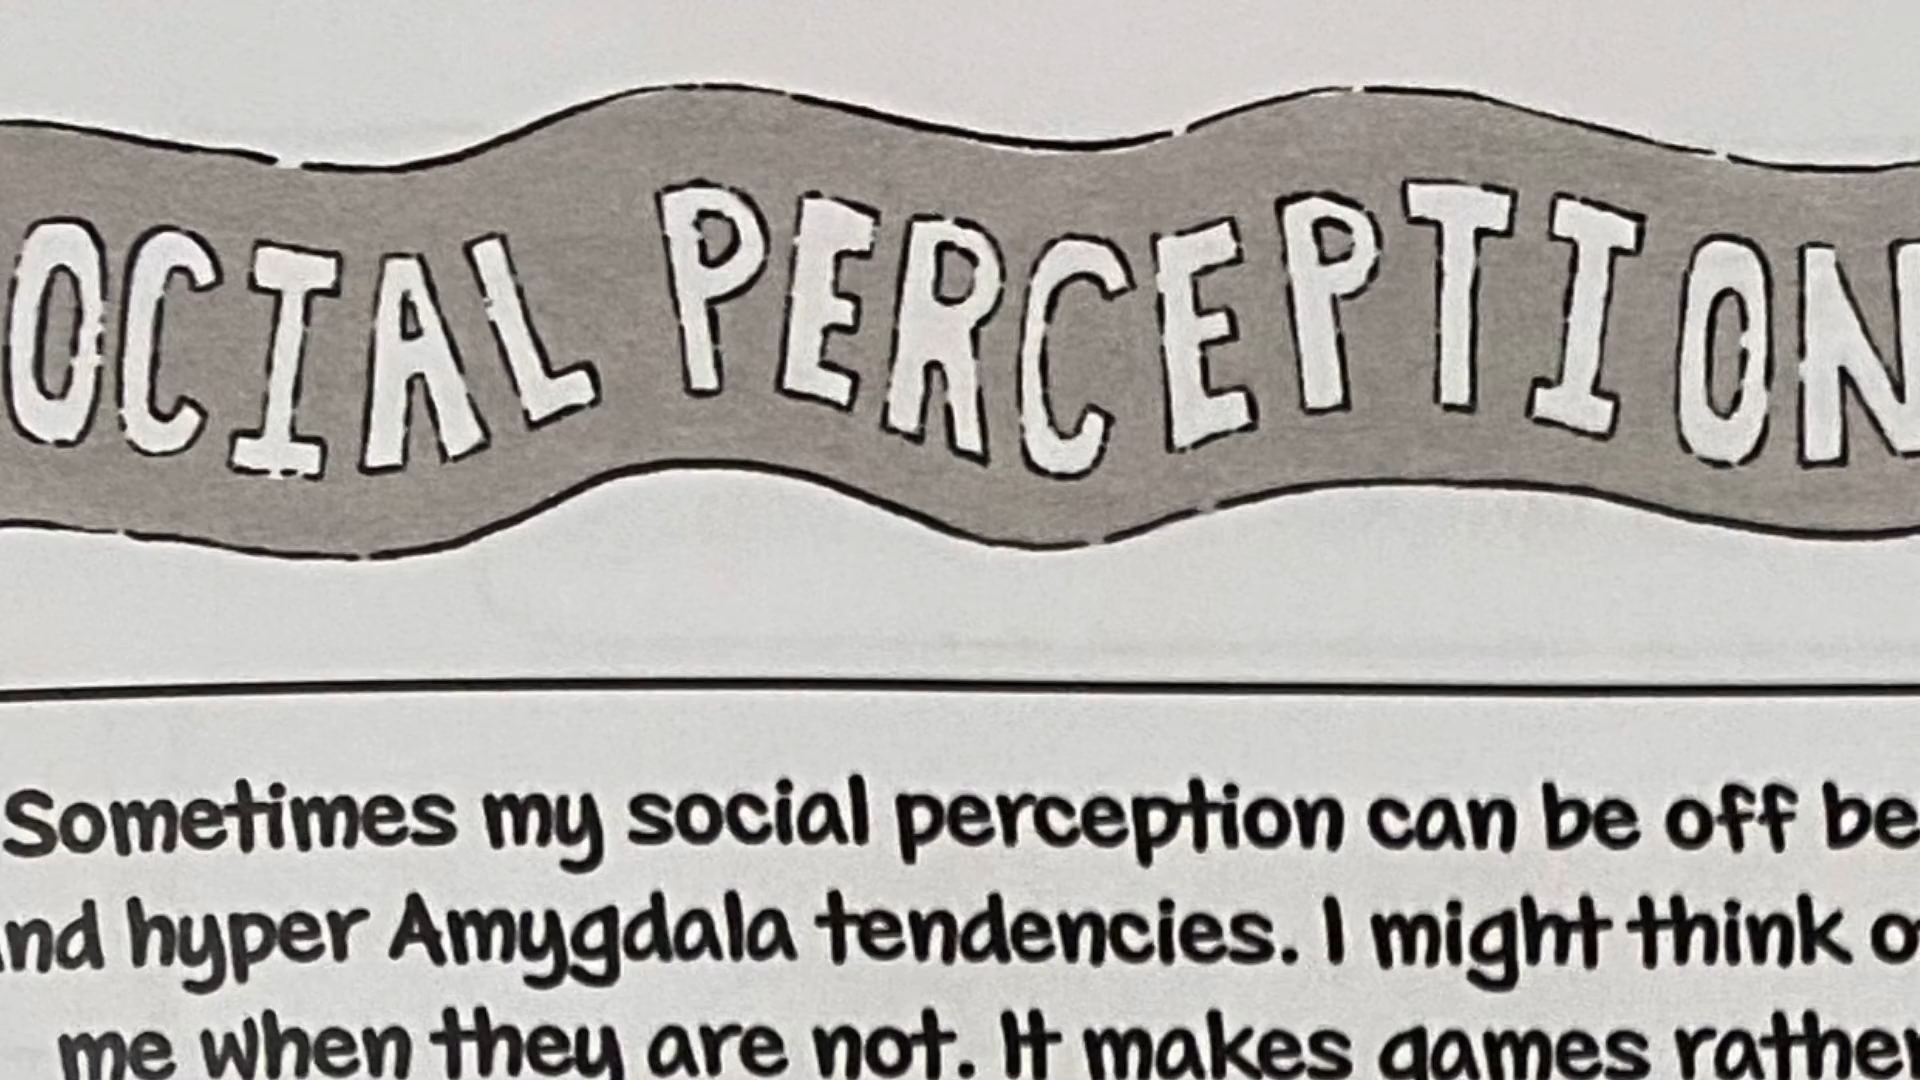 OCIAL PERCEPTION
Sometimes my social perception can be off be
nd hyper Amygdala tendencies. I might think o
me when they are not. It makes games rather